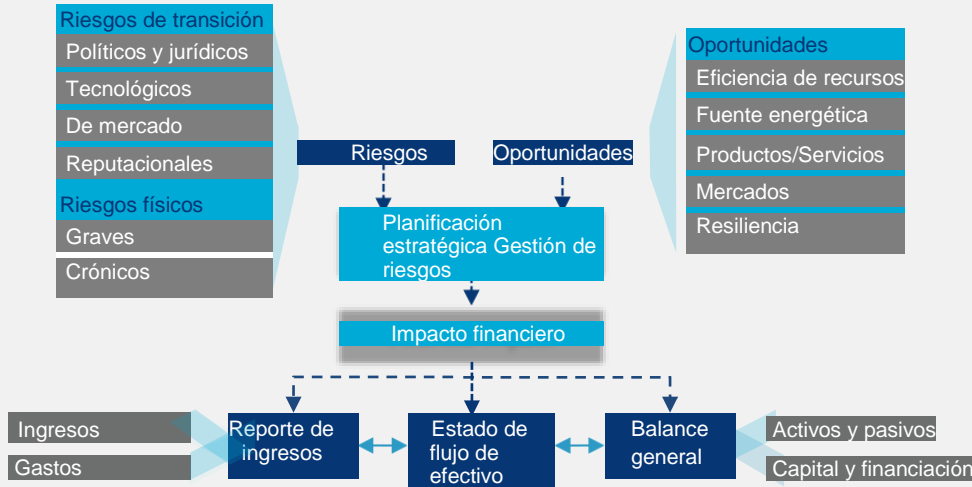 Riesgos de transición
Políticos y jurídicos
Tecnológicos
De mercado
Reputacionales
Riesgos físicos
Graves
Crónicos
Riesgos
Oportunidades
Oportunidades
Eficiencia de recursos
Fuente energética
Productos/Servicios
Mercados
Resiliencia
Planificación
estratégica Gestión de
riesgos
Impacto financiero
Ingresos
Gastos
Reporte de
ingresos
Estado de
flujo de
efectivo
Balance
general
Activos y pasivos
Capital y financiación